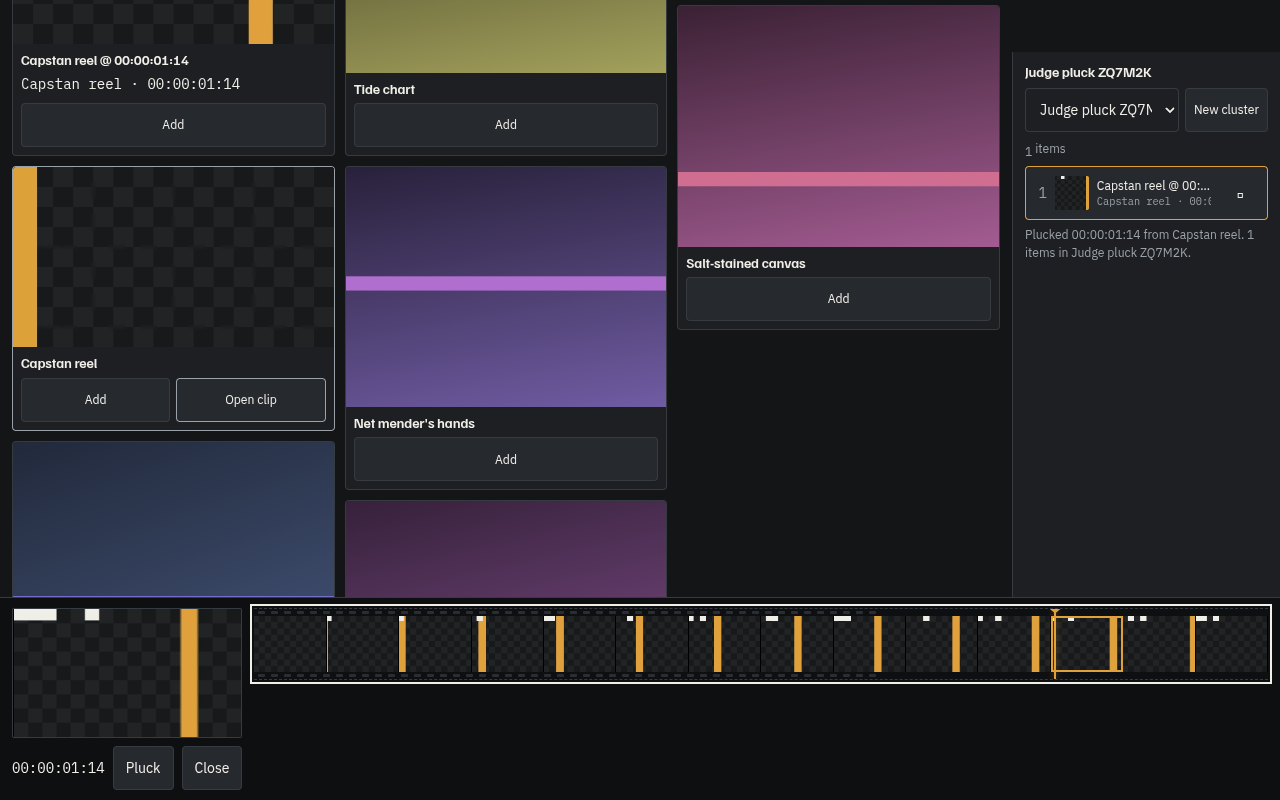 Capstan reel @ 00:00:01:14
Capstan reel · 00:00:01:14
Add
Capstan reel
Add
Open clip
Tide chart
Add
Net mender's hands
Add
Salt-stained canvas
Add
Judge pluck ZQ7M2K
Judge pluck ZQ7
New cluster
1 items
1
Capstan reel @ 00:...
Capstan reel · 00:
Plucked 00:00:01:14 from Capstan reel. 1
items in Judge pluck ZQ7M2K.
00:00:01:14
Pluck
Close